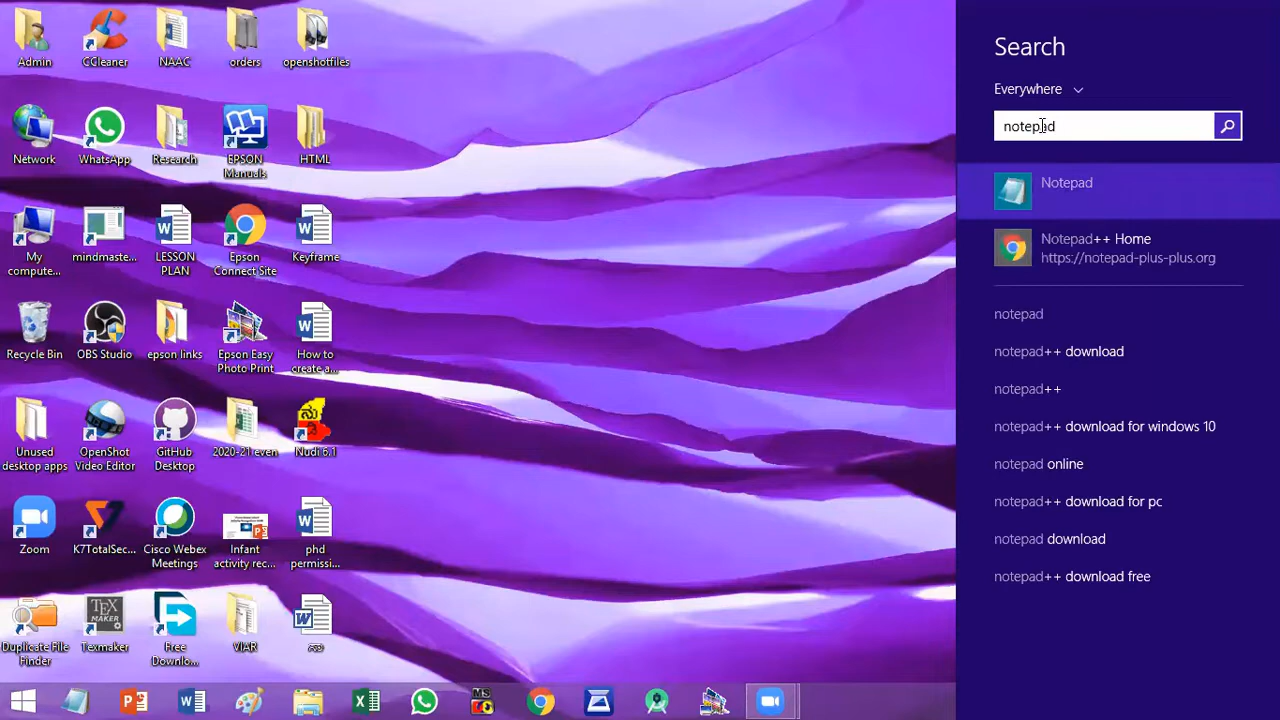 Admin
CCleaner
NAAC
orders
openshotfiles
Network
WhatsApp
Research
EPSON
Manuals
HTML
My
compute...
mindmaste...
LESSON
PLAN
Epson
Connect Site
Keyframe
Recycle Bin
OBS Studio
epson links
Epson Easy
Photo Print
How to
create a...
Unused
desktop apps
OpenShot
Video Editor
GitHub
Desktop
2020-21 even
Nudi 6.1
Zoom
K7TotalSec...
Cisco Webex
Meetings
Infant
activity rec...
phd
permissi...
Duplicate File
Finder
Texmaker
Free
Downlo...
VIAR
Search
Everywhere
notepad
Notepad
Notepad++ Home
https://notepad-plus-plus.org
notepad
notepad++ download
notepad++
notepad++ download for windows 10
notepad online
notepad++ download for pc
notepad download
notepad++ download free